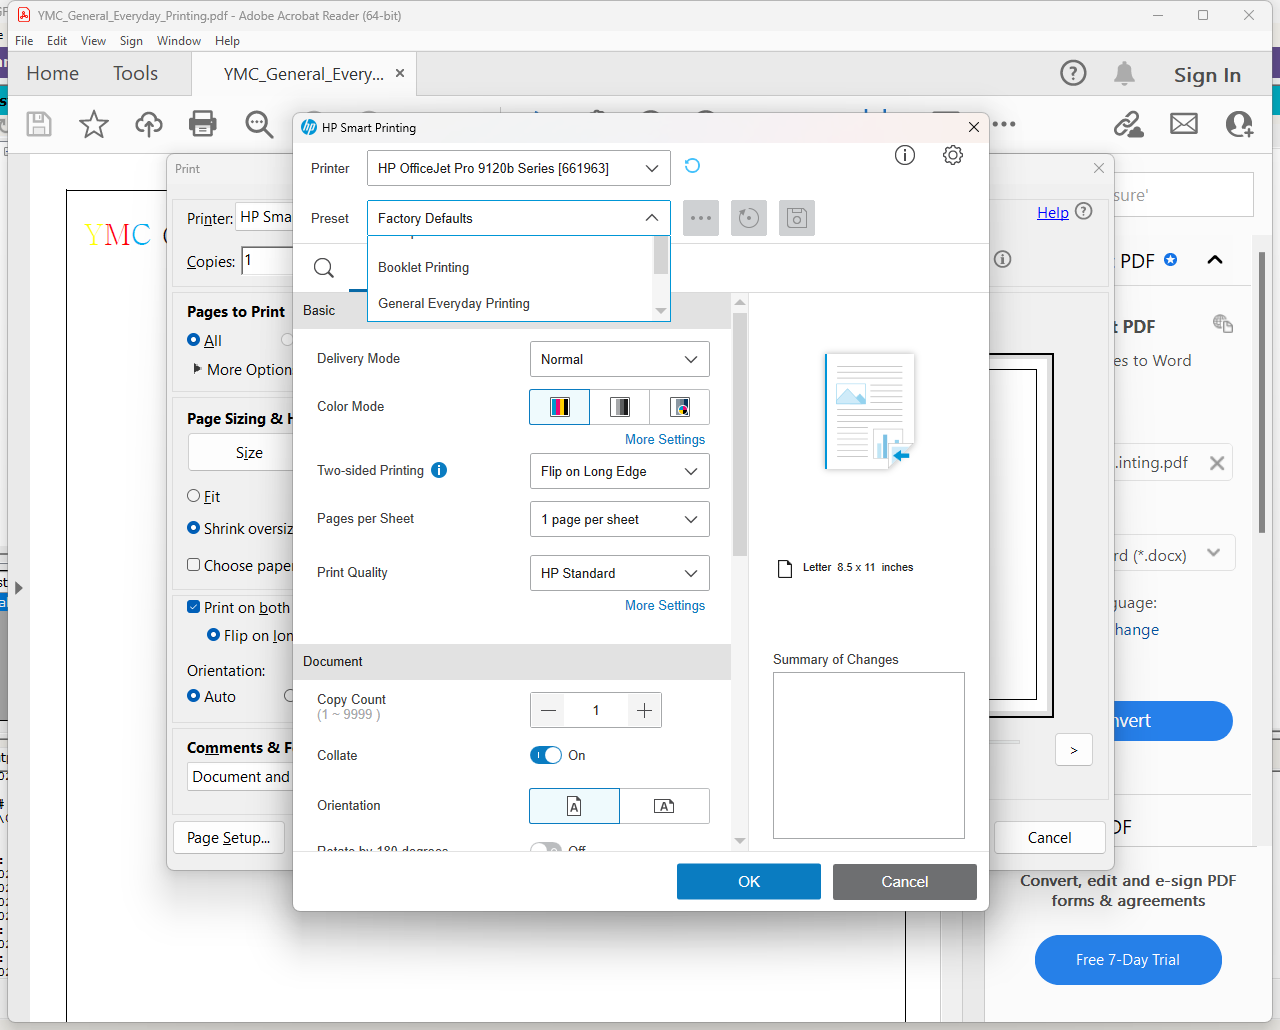 YMC_General_Everyday_Printing.pdf - Adobe Acrobat Reader (64-bit)
File Edit View Sign Window Help
Home Tools YMC_General_Every... × Sign In
HP Smart Printing
Print
Printer HP OfficeJet Pro 9120b Series [661963]
Printer: HP Sma
Preset Factory Defaults
Help
YMC
Copies: 1
Booklet Printing
General Everyday Printing
Basic
Pages to Print
All
More Option
Delivery Mode Normal
Color Mode
More Settings
Page Sizing & H
Size
Two-sided Printing Flip on Long Edge
Fit
Pages per Sheet 1 page per sheet
Shrink oversiz
Choose pape
Print Quality HP Standard
More Settings
Letter 8.5 x 11 inches
Print on both
Flip on lon
Orientation:
Auto
Document
Summary of Changes
Copy Count
(1 ~ 9999 )
1
Collate On
Comments & F
Document and
Orientation
Page Setup...
Rotate by 180 degrees Off
OK Cancel
>
Cancel
sure'
PDF
t PDF
es to Word
.inting.pdf
rd (*.docx)
guage:
hange
nvert
DF
Convert, edit and e-sign PDF
forms & agreements
Free 7-Day Trial